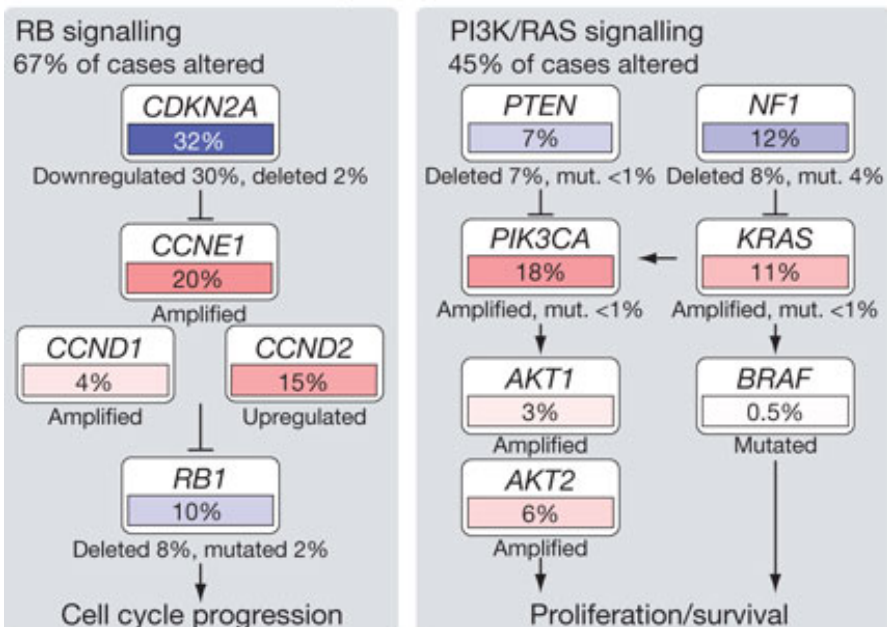 RB signalling
67% of cases altered
CDKN2A
32%
Downregulated 30%, deleted 2%
CCNE1
20%
Amplified
CCND1
4%
Amplified
CCND2
15%
Upregulated
RB1
10%
Deleted 8%, mutated 2%
Cell cycle progression
PI3K/RAS signalling
45% of cases altered
PTEN
7%
Deleted 7%, mut. <1%
NF1
12%
Deleted 8%, mut. 4%
PIK3CA
18%
Amplified, mut. <1%
KRAS
11%
Amplified, mut. <1%
AKT1
3%
Amplified
BRAF
0.5%
Mutated
AKT2
6%
Amplified
Proliferation/survival